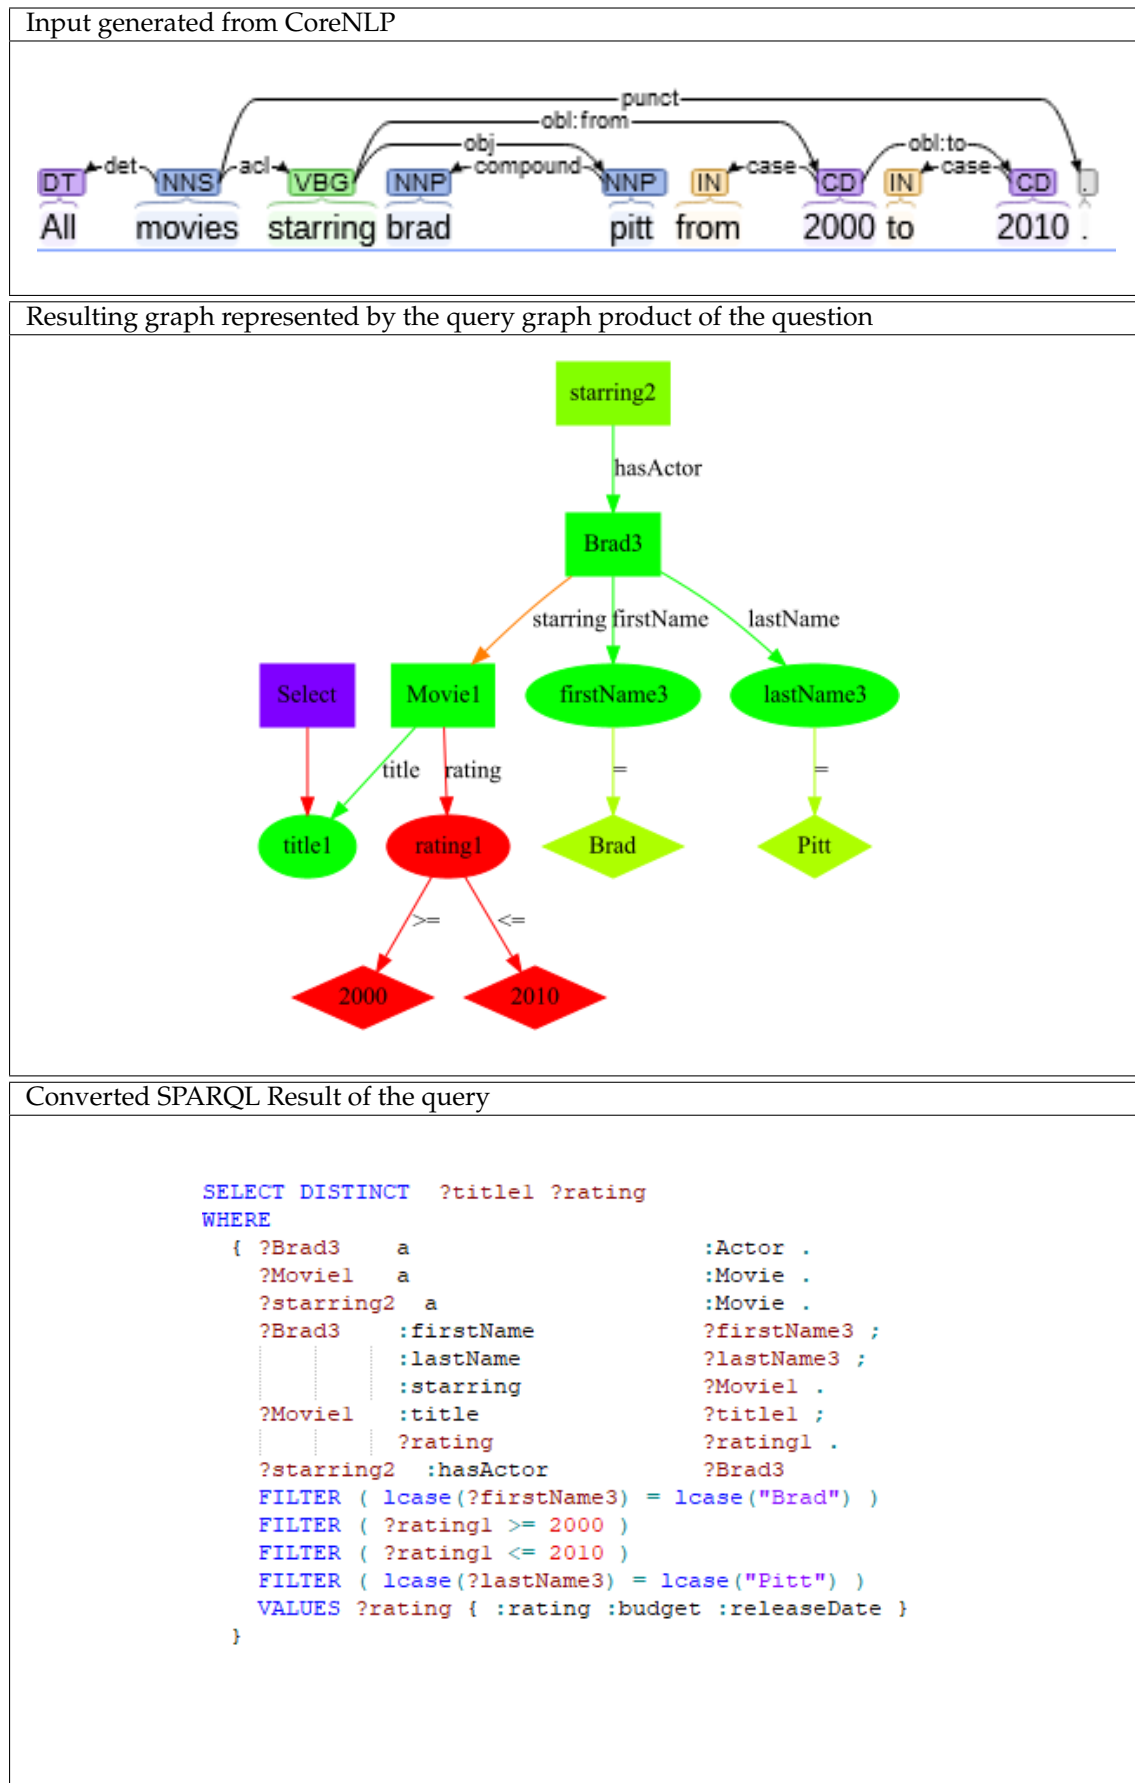 Input generated from CoreNLP
punct
obl:from
obj obl:to
det acl compound case case
DT NNS VBG NNP NNP IN CD IN CD .
All movies starring brad pitt from 2000 to 2010 .
Resulting graph represented by the query graph product of the question
starring2
hasActor
Brad3
starring firstName lastName
Select Movie1 firstName3 lastName3
title rating = =
title1 rating1 Brad Pitt
>= <=
2000 2010
Converted SPARQL Result of the query
SELECT DISTINCT ?title1 ?rating
WHERE
{ ?Brad3 a :Actor .
?Movie1 a :Movie .
?starring2 a :Movie .
?Brad3 :firstName ?firstName3 ;
:lastName ?lastName3 ;
:starring ?Movie1 .
?Movie1 :title ?title1 ;
?rating ?rating1 .
?starring2 :hasActor ?Brad3
FILTER ( lcase(?firstName3) = lcase("Brad") )
FILTER ( ?rating1 >= 2000 )
FILTER ( ?rating1 <= 2010 )
FILTER ( lcase(?lastName3) = lcase("Pitt") )
VALUES ?rating { :rating :budget :releaseDate }
}